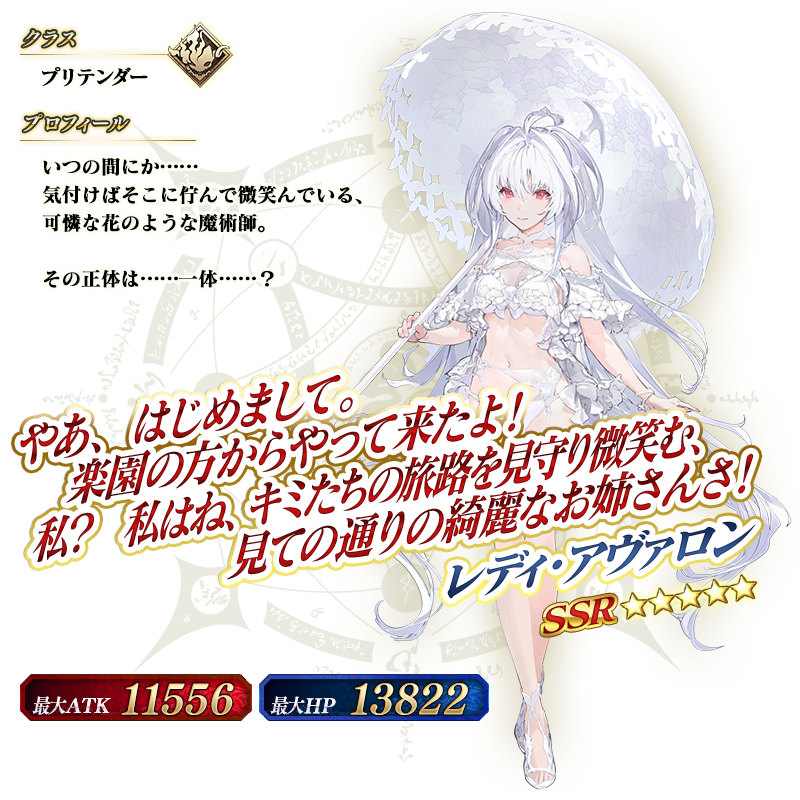 クラス
プリテンダー
プロフィール
いつの間にか……
気付けばそこに佇んで微笑んでいる、
可憐な花のような魔術師。
その正体は……一体……？
やあ、はじめまして。
楽園の方からやって来たよ！
私？　私はね、キミたちの旅路を見守り微笑む、
見ての通りの綺麗なお姉さんさ！
レディ・アヴァロン
SSR ★★★★★
最大ATK 11556
最大HP 13822